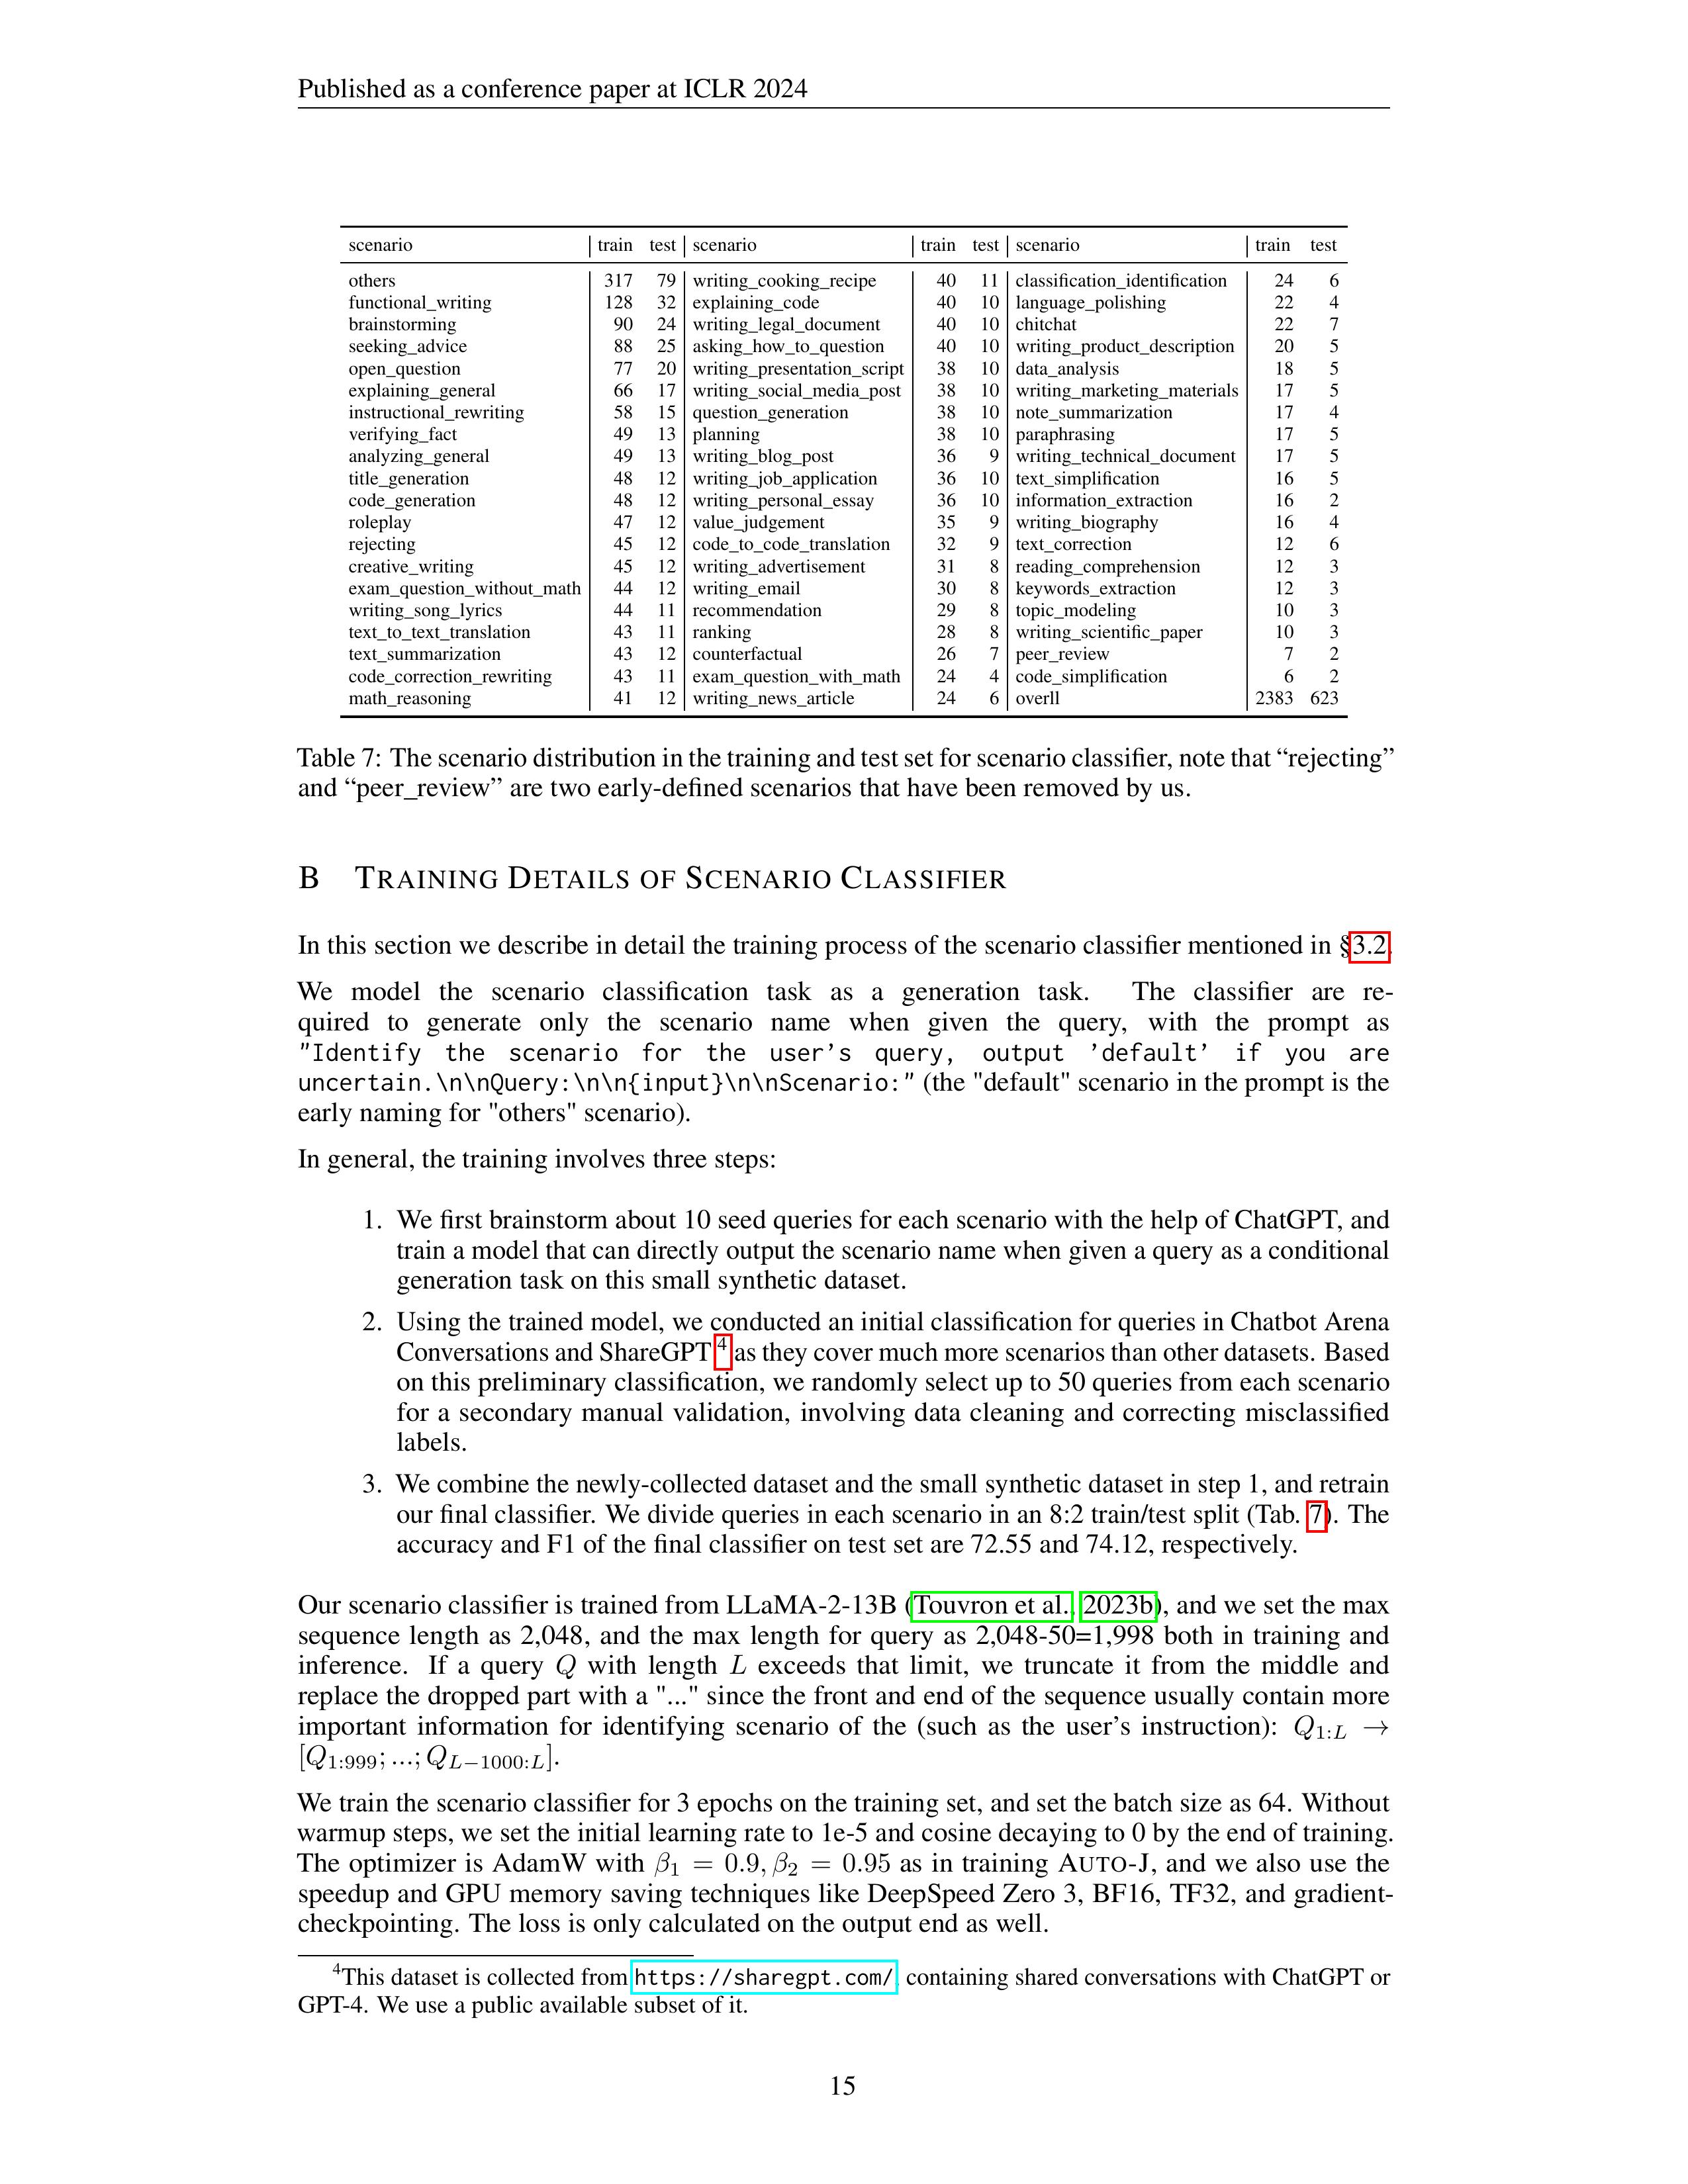 Published as a conference paper at ICLR 2024
scenario train test scenario train test scenario train test
others 317 79 writing_cooking_recipe 40 11 classification_identification 24 6
functional_writing 128 32 explaining_code 40 10 language_polishing 22 4
brainstorming 90 24 writing_legal_document 40 10 chitchat 22 7
seeking_advice 88 25 asking_how_to_question 40 10 writing_product_description 20 5
open_question 77 20 writing_presentation_script 38 10 data_analysis 18 5
explaining_general 66 17 writing_social_media_post 38 10 writing_marketing_materials 17 5
instructional_rewriting 58 15 question_generation 38 10 note_summarization 17 4
verifying_fact 49 13 planning 38 10 paraphrasing 17 5
analyzing_general 49 13 writing_blog_post 36 9 writing_technical_document 17 5
title_generation 48 12 writing_job_application 36 10 text_simplification 16 5
code_generation 48 12 writing_personal_essay 36 10 information_extraction 16 2
roleplay 47 12 value_judgement 35 9 writing_biography 16 4
rejecting 45 12 code_to_code_translation 32 9 text_correction 12 6
creative_writing 45 12 writing_advertisement 31 8 reading_comprehension 12 3
exam_question_without_math 44 12 writing_email 30 8 keywords_extraction 12 3
writing_song_lyrics 44 11 recommendation 29 8 topic_modeling 10 3
text_to_text_translation 43 11 ranking 28 8 writing_scientific_paper 10 3
text_summarization 43 12 counterfactual 26 7 peer_review 7 2
code_correction_rewriting 43 11 exam_question_with_math 24 4 code_simplification 6 2
math_reasoning 41 12 writing_news_article 24 6 overll 2383 623
Table 7: The scenario distribution in the training and test set for scenario classifier, note that “rejecting”
and “peer_review” are two early-defined scenarios that have been removed by us.
B TRAINING DETAILS OF SCENARIO CLASSIFIER
In this section we describe in detail the training process of the scenario classifier mentioned in §3.2.
We model the scenario classification task as a generation task. The classifier are re-
quired to generate only the scenario name when given the query, with the prompt as
"Identify the scenario for the user’s query, output ’default’ if you are
uncertain.\n\nQuery:\n\n{input}\n\nScenario:" (the "default" scenario in the prompt is the
early naming for "others" scenario).
In general, the training involves three steps:
1. We first brainstorm about 10 seed queries for each scenario with the help of ChatGPT, and
train a model that can directly output the scenario name when given a query as a conditional
generation task on this small synthetic dataset.
2. Using the trained model, we conducted an initial classification for queries in Chatbot Arena
Conversations and ShareGPT 4 as they cover much more scenarios than other datasets. Based
on this preliminary classification, we randomly select up to 50 queries from each scenario
for a secondary manual validation, involving data cleaning and correcting misclassified
labels.
3. We combine the newly-collected dataset and the small synthetic dataset in step 1, and retrain
our final classifier. We divide queries in each scenario in an 8:2 train/test split (Tab. 7). The
accuracy and F1 of the final classifier on test set are 72.55 and 74.12, respectively.
Our scenario classifier is trained from LLaMA-2-13B (Touvron et al., 2023b), and we set the max
sequence length as 2,048, and the max length for query as 2,048-50=1,998 both in training and
inference. If a query Q with length L exceeds that limit, we truncate it from the middle and
replace the dropped part with a "..." since the front and end of the sequence usually contain more
important information for identifying scenario of the (such as the user’s instruction): Q1:L →
[Q1:999; ...; QL−1000:L].
We train the scenario classifier for 3 epochs on the training set, and set the batch size as 64. Without
warmup steps, we set the initial learning rate to 1e-5 and cosine decaying to 0 by the end of training.
The optimizer is AdamW with β1 = 0.9, β2 = 0.95 as in training AUTO-J, and we also use the
speedup and GPU memory saving techniques like DeepSpeed Zero 3, BF16, TF32, and gradient-
checkpointing. The loss is only calculated on the output end as well.
4This dataset is collected from https://sharegpt.com/, containing shared conversations with ChatGPT or
GPT-4. We use a public available subset of it.
15